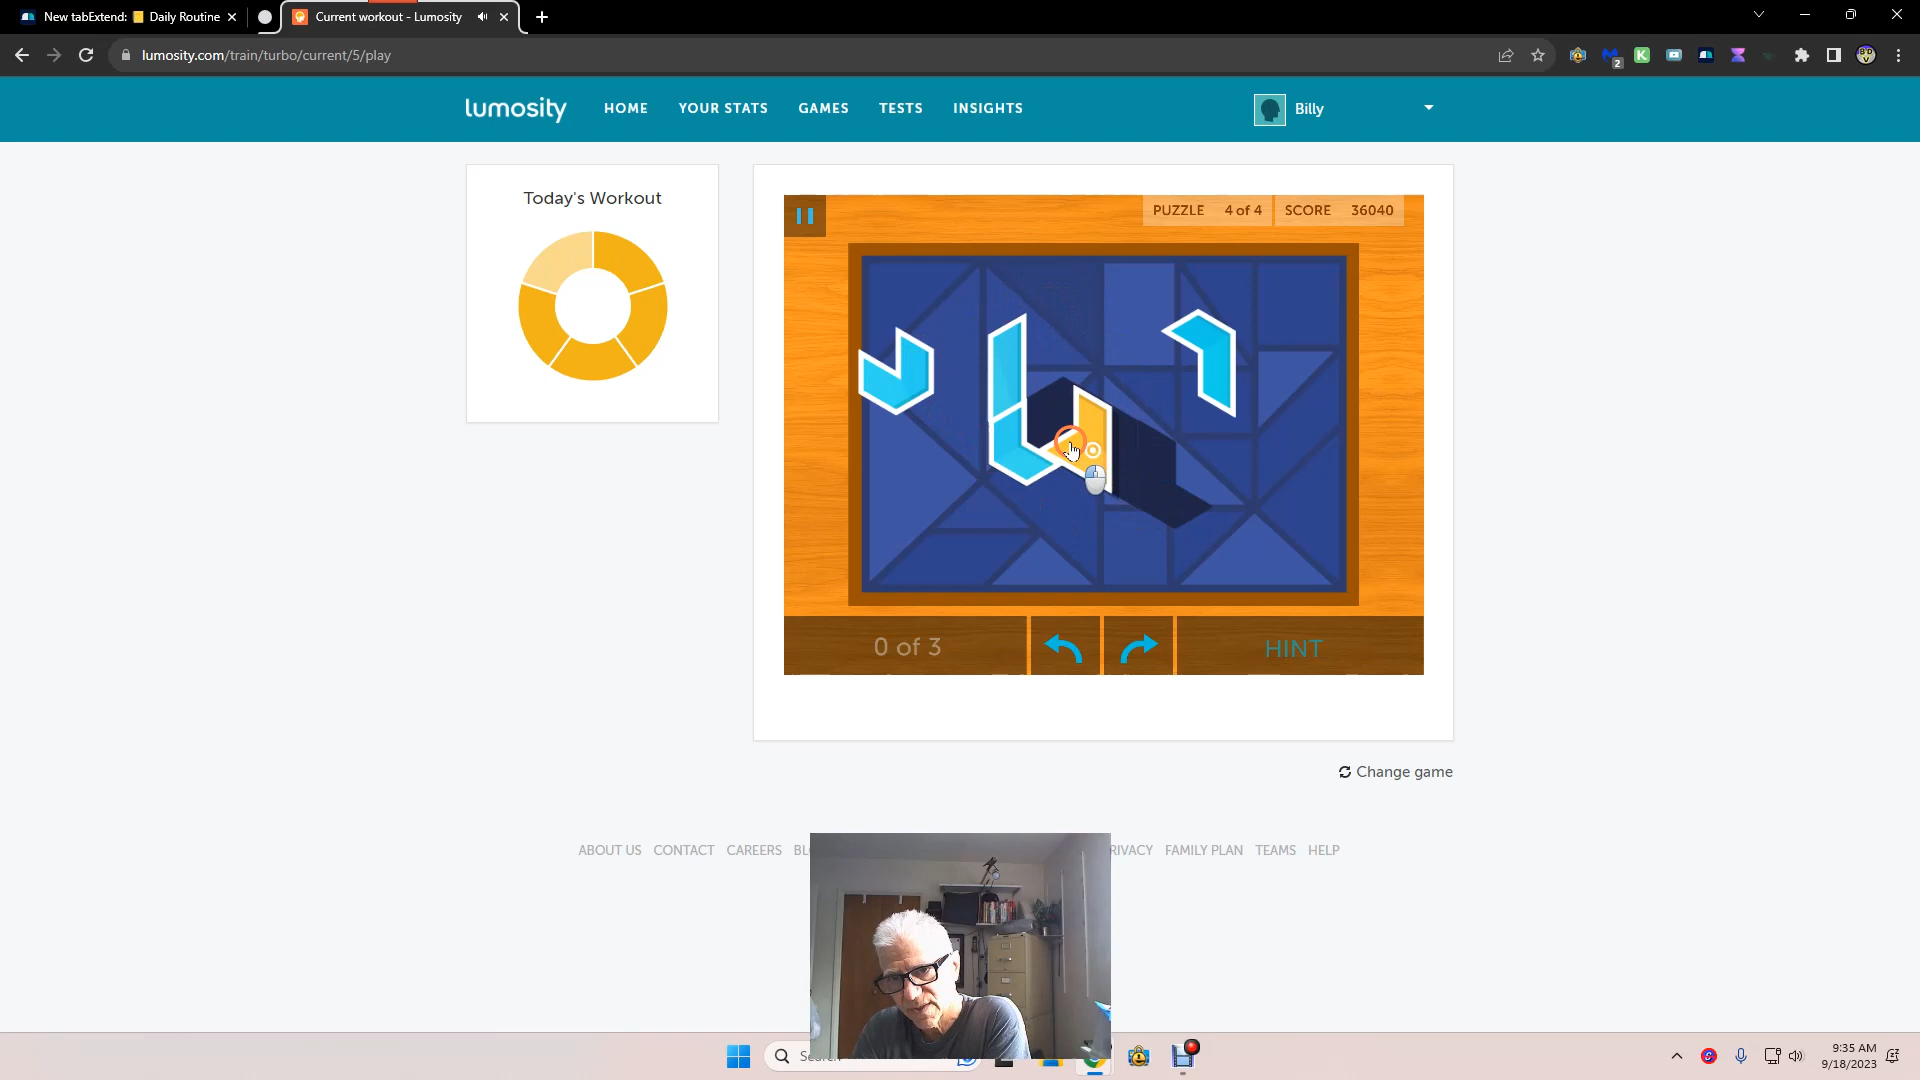 New tabExtend: Daily Routine
Current workout - Lumosity
lumosity.com/train/turbo/current/5/play
2
lumosity
HOME
YOUR STATS
GAMES
TESTS
INSIGHTS
Billy
Today's Workout
PUZZLE 4 of 4
SCORE 36040
0 of 3
HINT
Change game
ABOUT US
CONTACT
CAREERS
FAMILY PLAN
TEAMS
HELP
9:35 AM
9/18/2023